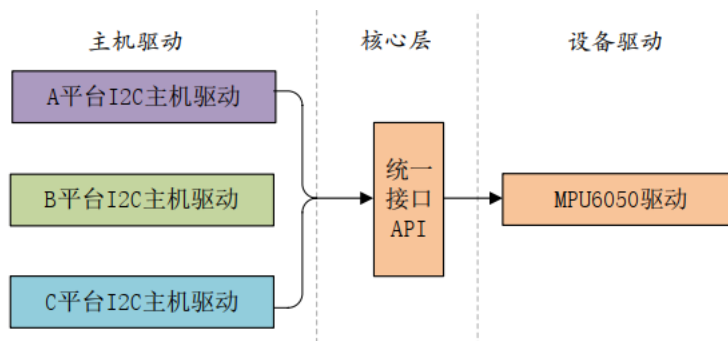 主机驱动
核心层
设备驱动
A平台I2C主机驱动
B平台I2C主机驱动
C平台I2C主机驱动
统一
接口
API
MPU6050驱动